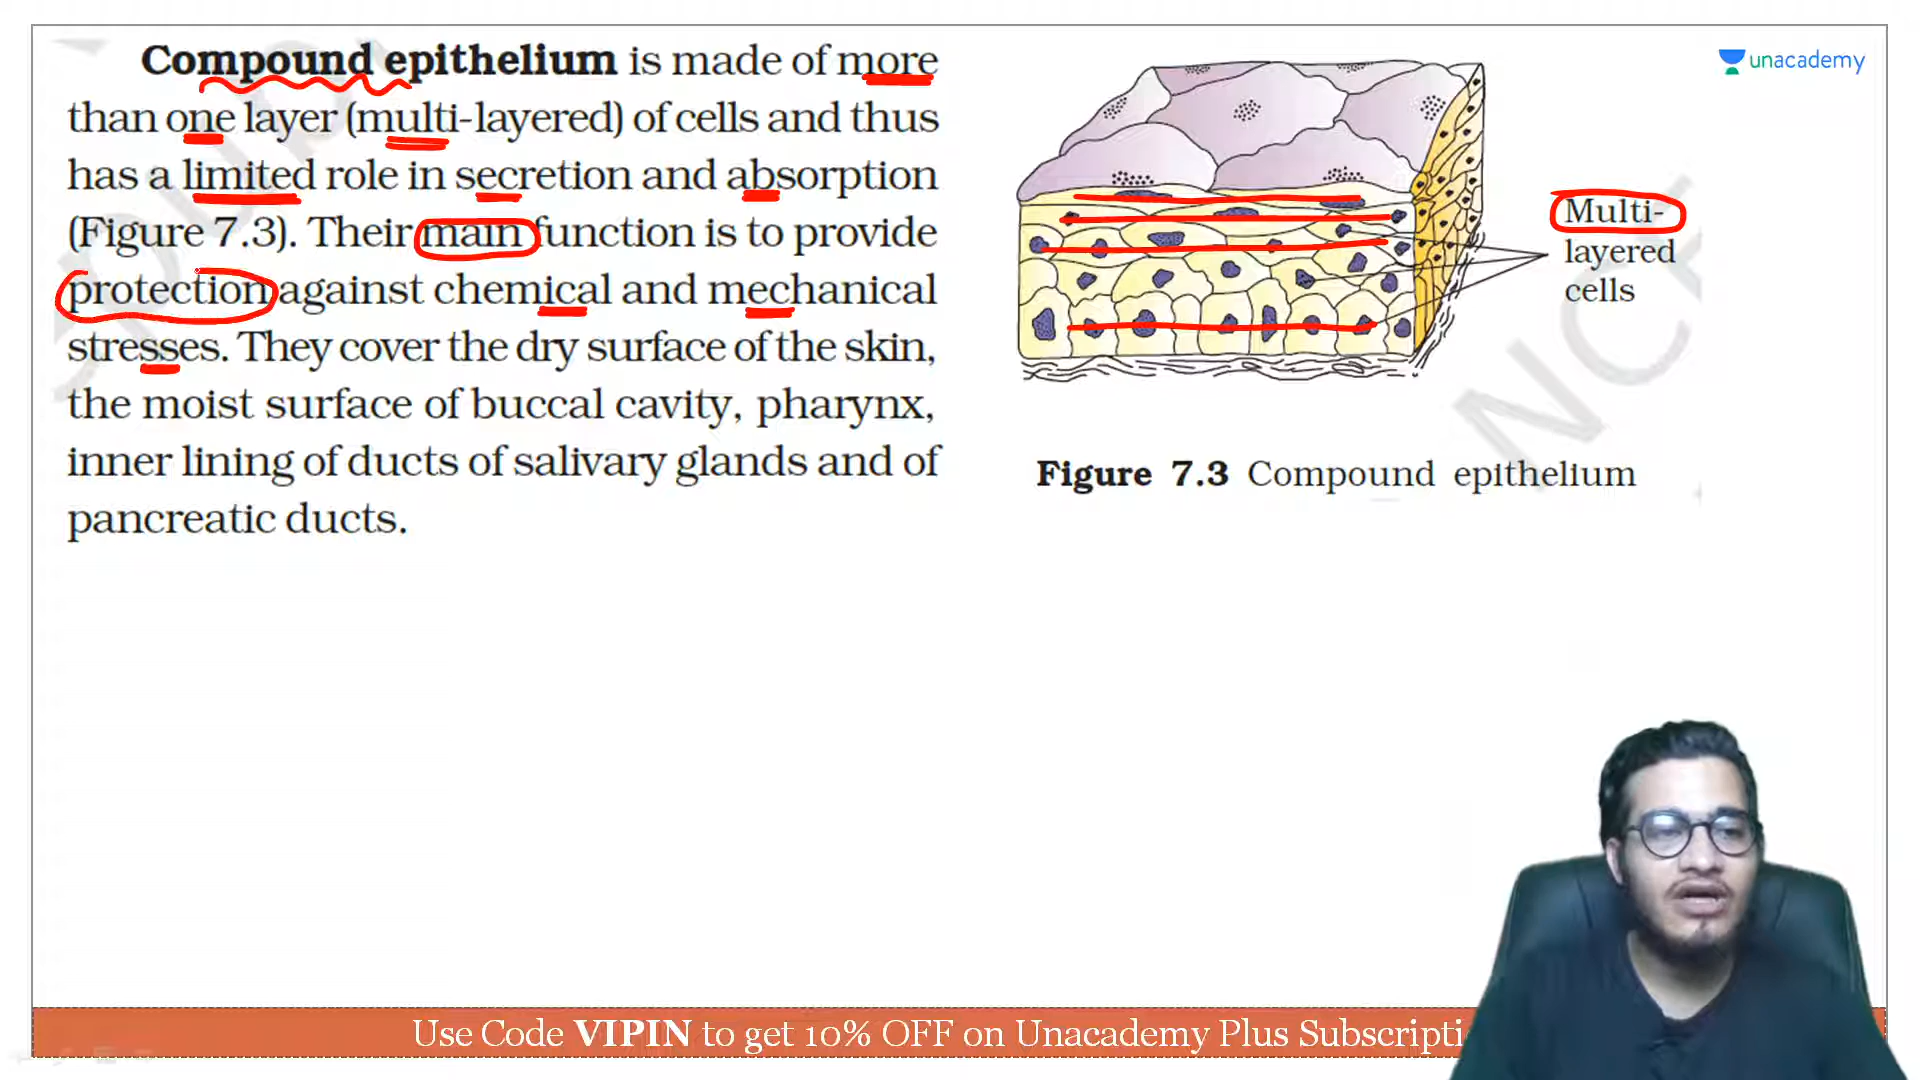 Compound epithelium is made of more
than one layer (multi-layered) of cells and thus
has a limited role in secretion and absorption
(Figure 7.3). Their main function is to provide
protection against chemical and mechanical
stresses. They cover the dry surface of the skin,
the moist surface of buccal cavity, pharynx,
inner lining of ducts of salivary glands and of
pancreatic ducts.
unacademy
Multi-
layered
cells
Figure 7.3 Compound epithelium
Use Code VIPIN to get 10% OFF on Unacademy Plus Subscripti